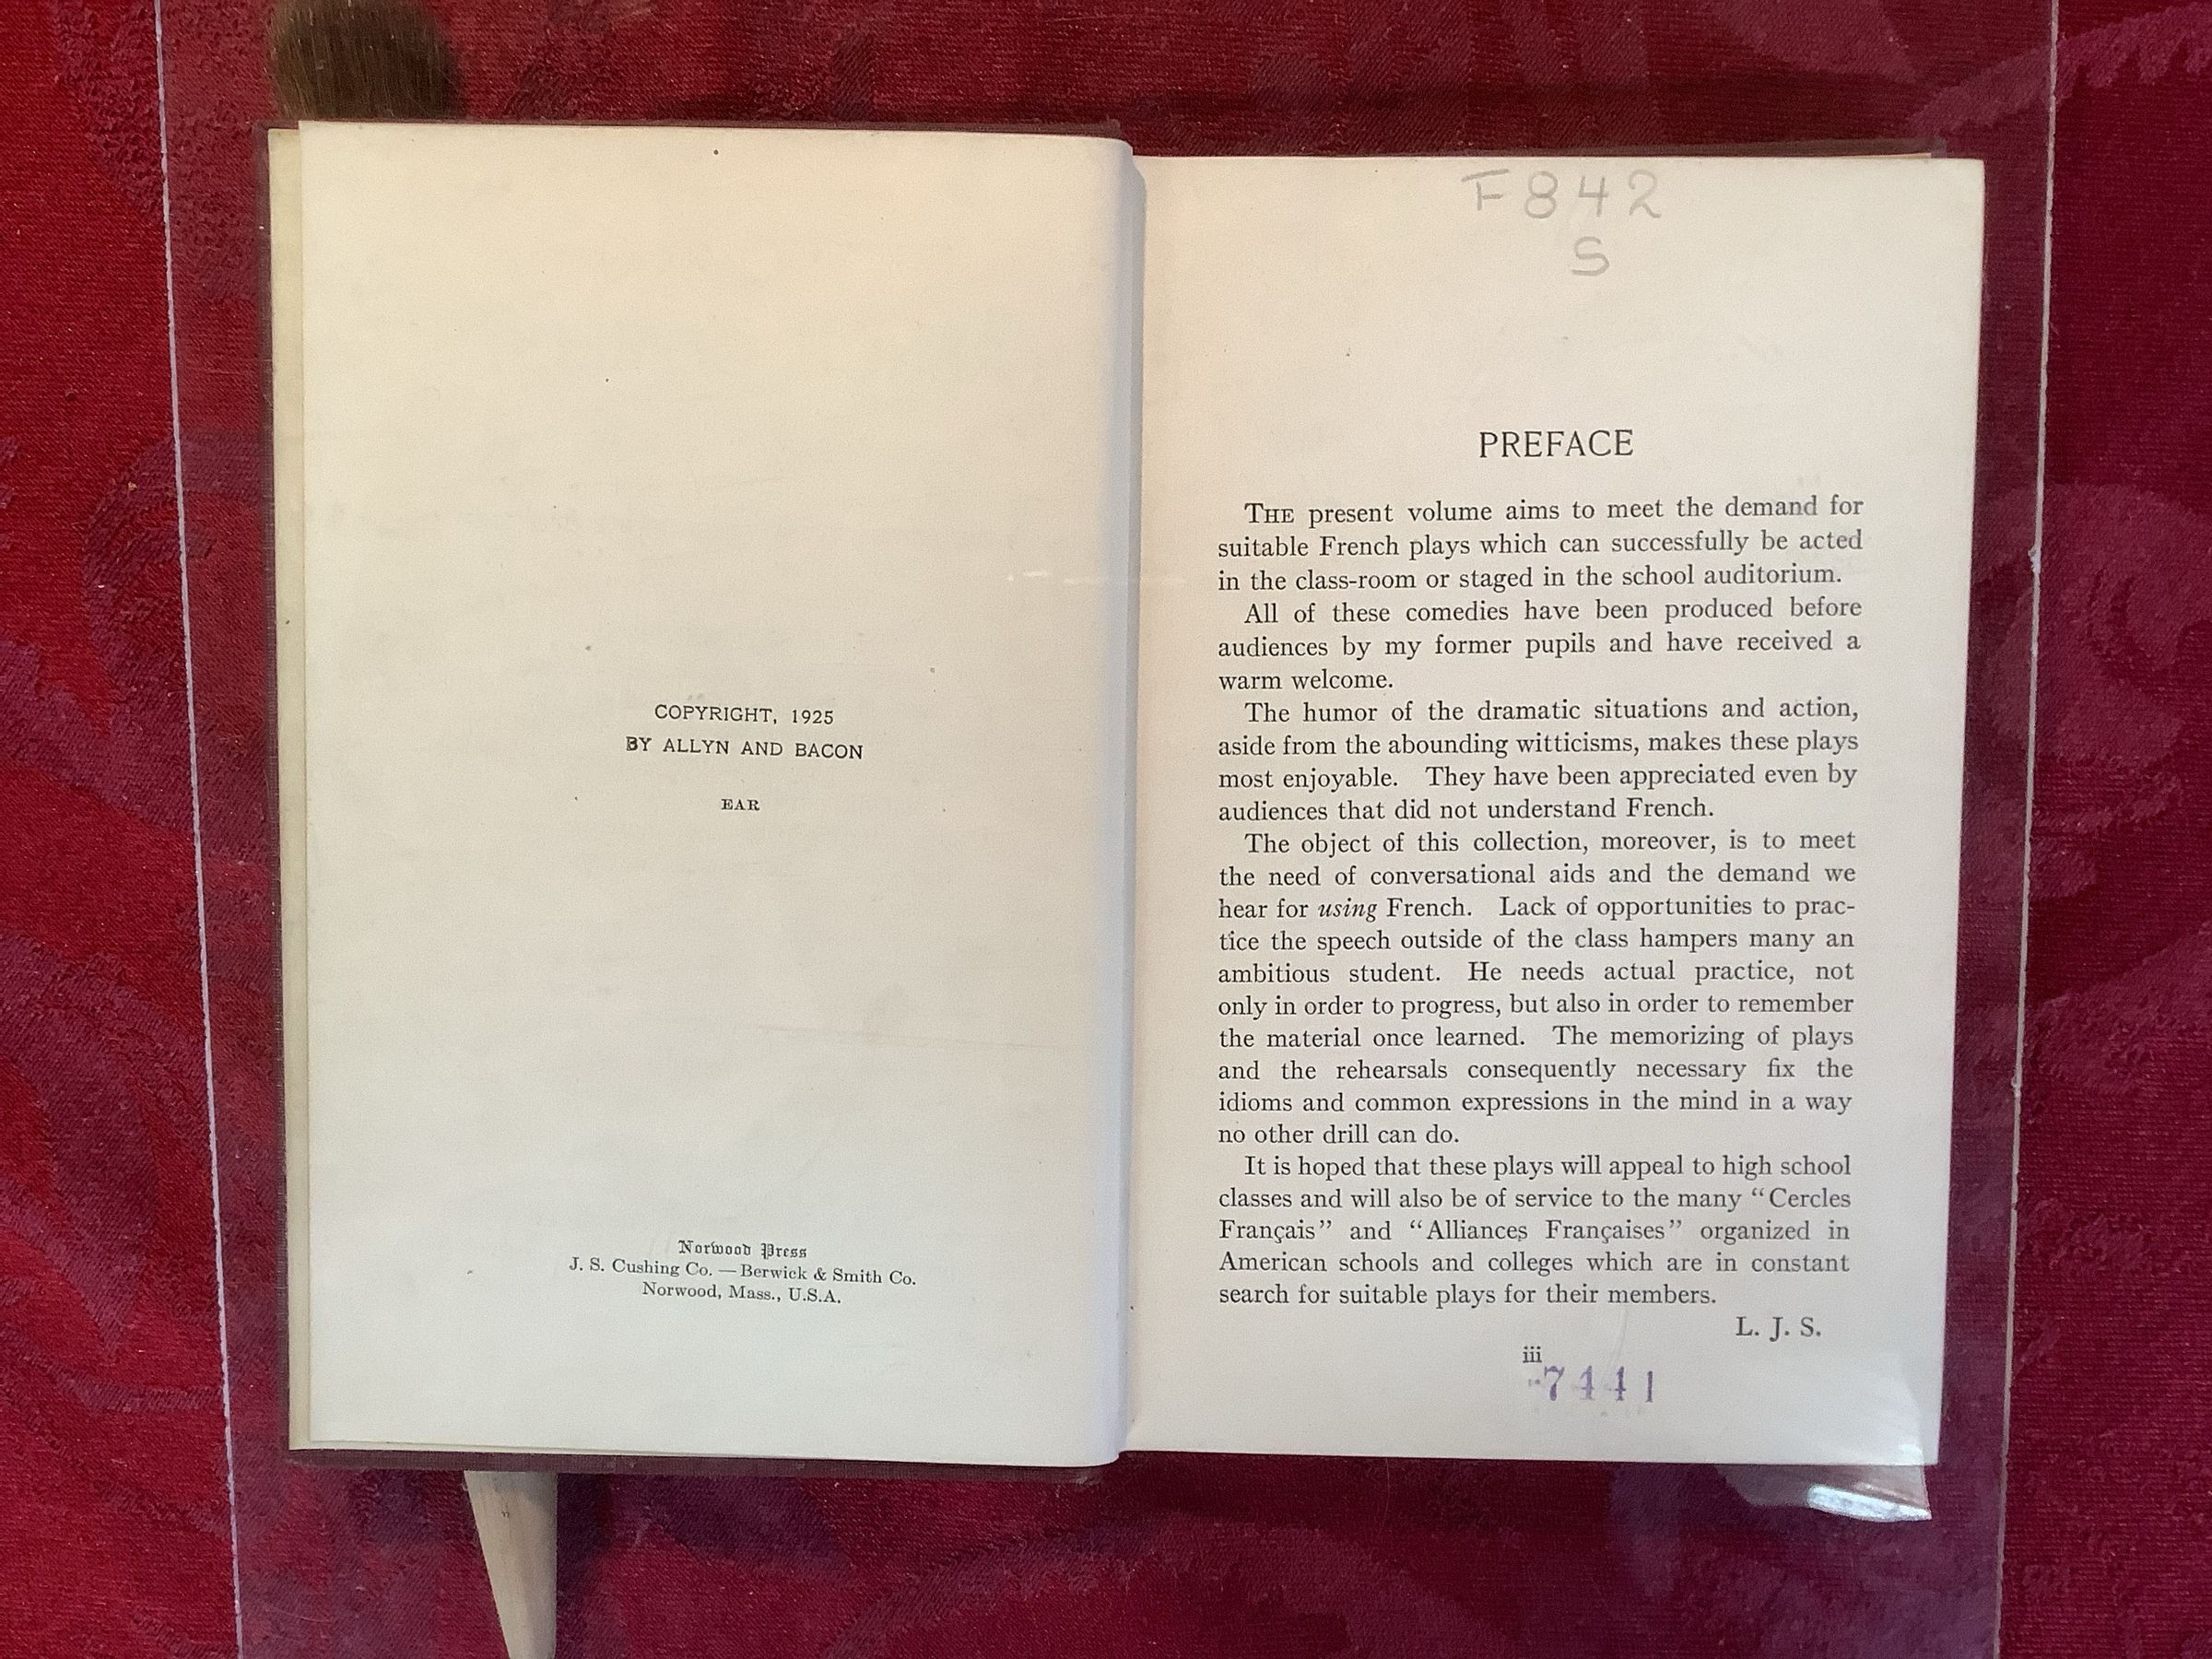 COPYRIGHT, 1925
BY ALLYN AND BACON
EAR
Norwood Press
J. S. Cushing Co. — Berwick & Smith Co.
Norwood, Mass., U.S.A.
F842
S
PREFACE
THE present volume aims to meet the demand for
suitable French plays which can successfully be acted
in the class-room or staged in the school auditorium.
All of these comedies have been produced before
audiences by my former pupils and have received a
warm welcome.
The humor of the dramatic situations and action,
aside from the abounding witticisms, makes these plays
most enjoyable. They have been appreciated even by
audiences that did not understand French.
The object of this collection, moreover, is to meet
the need of conversational aids and the demand we
hear for using French. Lack of opportunities to prac-
tice the speech outside of the class hampers many an
ambitious student. He needs actual practice, not
only in order to progress, but also in order to remember
the material once learned. The memorizing of plays
and the rehearsals consequently necessary fix the
idioms and common expressions in the mind in a way
no other drill can do.
It is hoped that these plays will appeal to high school
classes and will also be of service to the many “Cercles
Français” and “Alliances Françaises” organized in
American schools and colleges which are in constant
search for suitable plays for their members.
L. J. S.
iii
7441